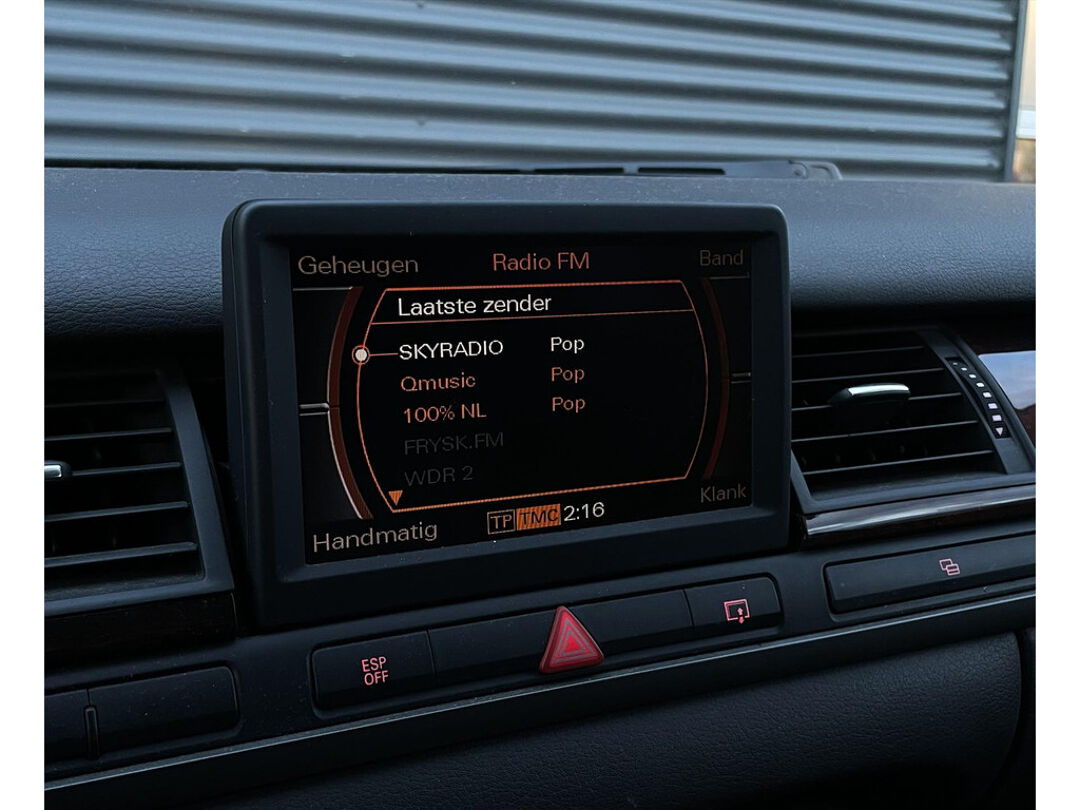 Geheugen Radio FM Band
Laatste zender
SKYRADIO Pop
Qmusic Pop
100% NL Pop
FRYSK.FM
WDR 2
Handmatig TP TMC 2:16 Klank
ESP
OFF